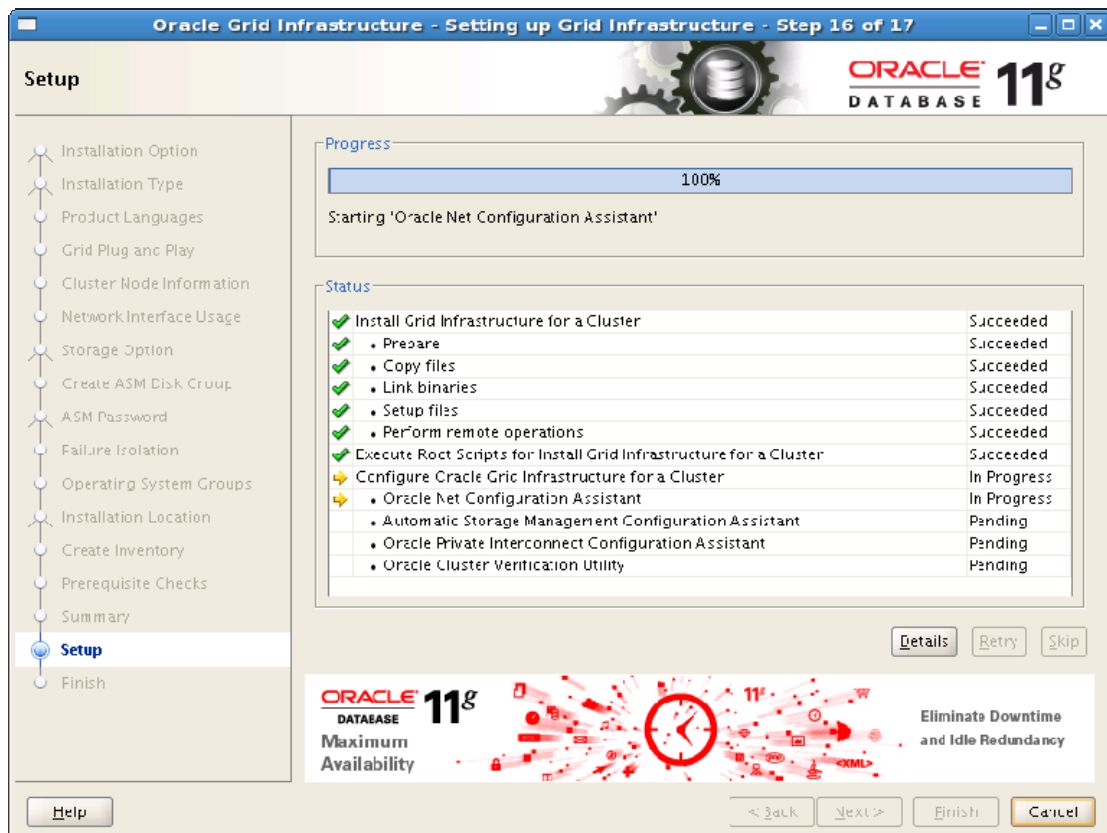 Oracle Grid Infrastructure - Setting up Grid Infrastructure - Step 16 of 17
Setup
ORACLE
DATABASE 11g
Installation Option
Installation Type
Product Languages
Grid Plug and Play
Cluster Node Information
Network Interface Usage
Storage Option
Create ASM Disk Group
ASM Password
Failure Isolation
Operating System Groups
Installation Location
Create Inventory
Prerequisite Checks
Summary
Setup
Finish
Progress
100%
Starting 'Oracle Net Configuration Assistant'
Status
Install Grid Infrastructure for a Cluster Succeeded
• Prepare Succeeded
• Copy files Succeeded
• Link binaries Succeeded
• Setup files Succeeded
• Perform remote operations Succeeded
Execute Root Scripts for Install Grid Infrastructure for a Cluster Succeeded
Configure Oracle Grid Infrastructure for a Cluster In Progress
• Oracle Net Configuration Assistant In Progress
• Automatic Storage Management Configuration Assistant Pending
• Oracle Private Interconnect Configuration Assistant Pending
• Oracle Cluster Verification Utility Pending
Details Retry Skip
ORACLE
DATABASE 11g
Maximum
Availability
11g
<XML>
Eliminate Downtime
and Idle Redundancy
Help < Back Next > Finish Cancel